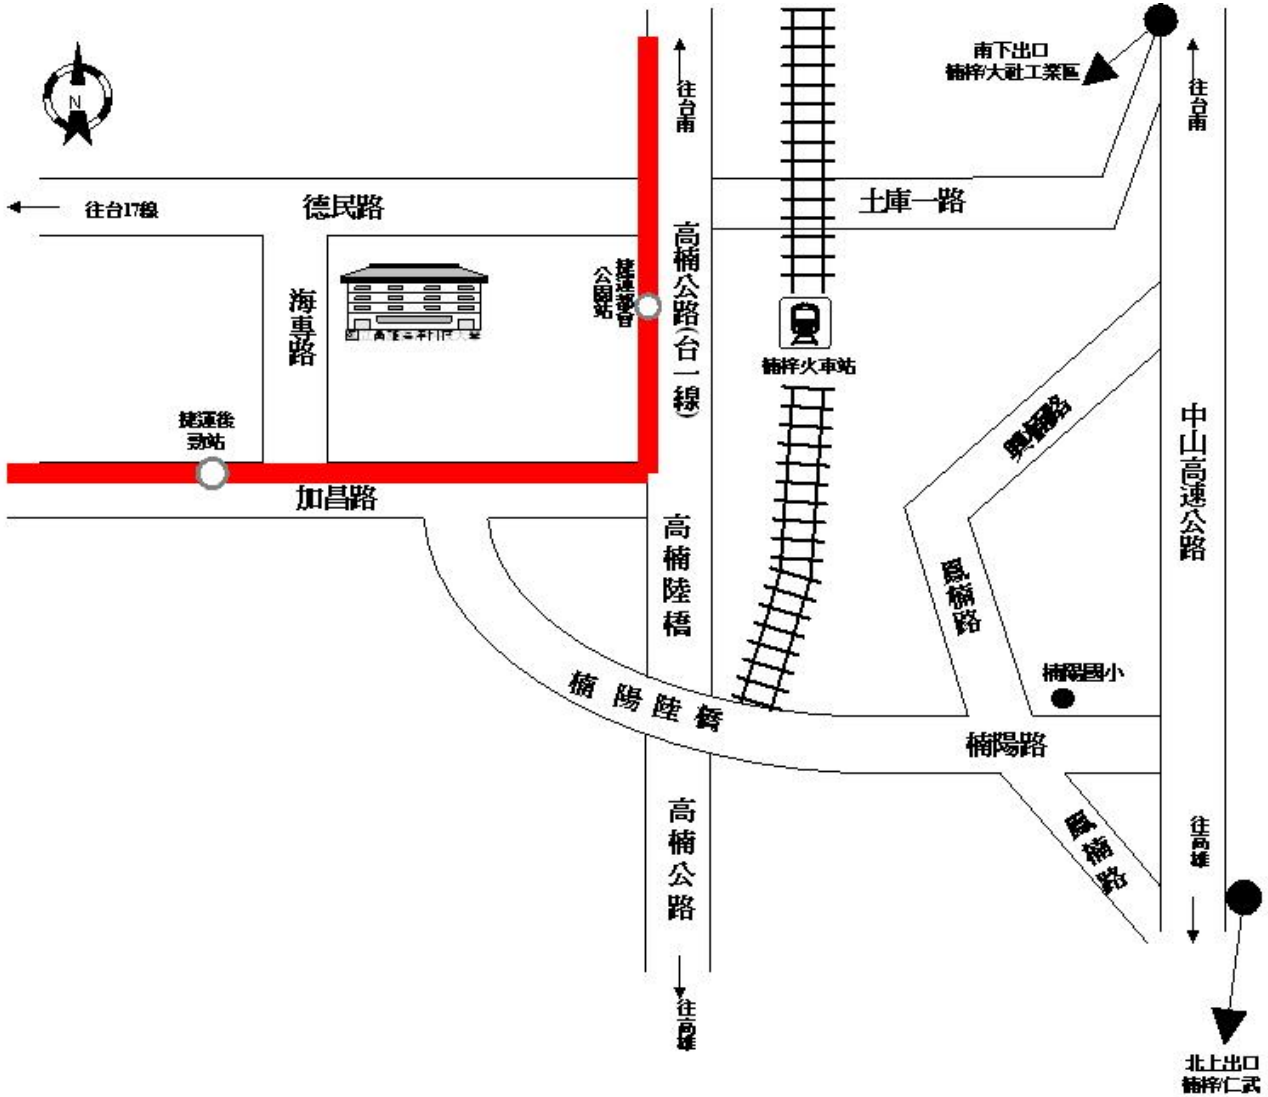 N
南下出口
楠梓/大社工業區
往台南
往台南
往台17線
德民路
土庫一路
高楠公路(台一線)
捷運都會
公園站
海專路
楠梓火車站
捷運後
勁站
加昌路
興楠路
中山高速公路
高楠陸橋
鳳楠路
楠陽國小
楠陽陸橋
楠陽路
高楠公路
鳳楠路
往高雄
往高雄
北上出口
楠梓/仁武